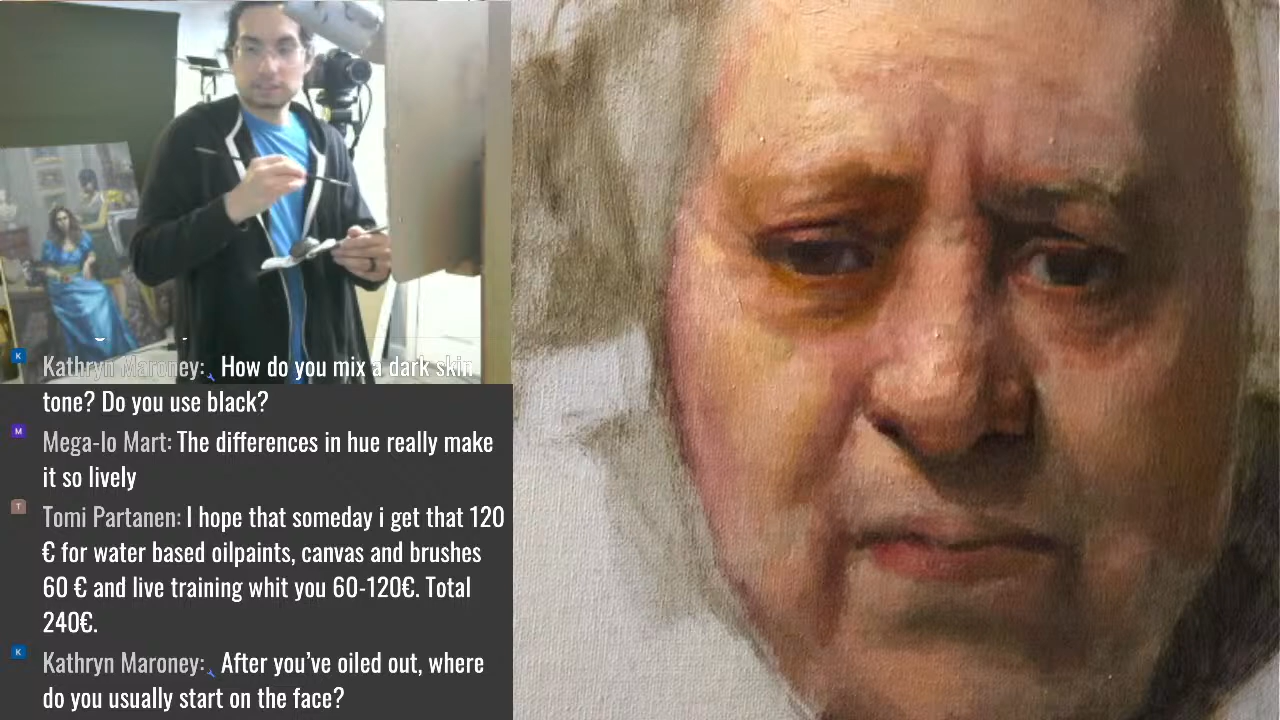 Kathryn Maroney: How do you mix a dark skin
tone? Do you use black?
Mega-lo Mart: The differences in hue really make
it so lively
Tomi Partanen: I hope that someday i get that 120
€ for water based oilpaints, canvas and brushes
60 € and live training whit you 60-120€. Total
240€.
Kathryn Maroney: After you’ve oiled out, where
do you usually start on the face?
K
M
T
K